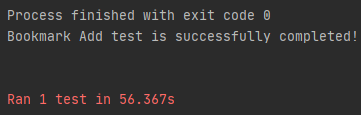 Process finished with exit code 0
Bookmark Add test is successfully completed!
Ran 1 test in 56.367s